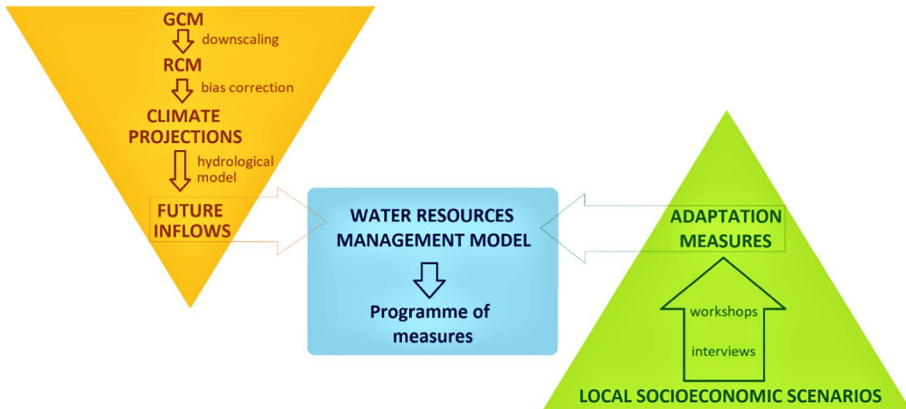 GCM
downscaling
RCM
bias correction
CLIMATE
PROJECTIONS
hydrological
model
FUTURE
INFLOWS
WATER RESOURCES
MANAGEMENT MODEL
Programme of
measures
ADAPTATION
MEASURES
workshops
interviews
LOCAL SOCIOECONOMIC SCENARIOS